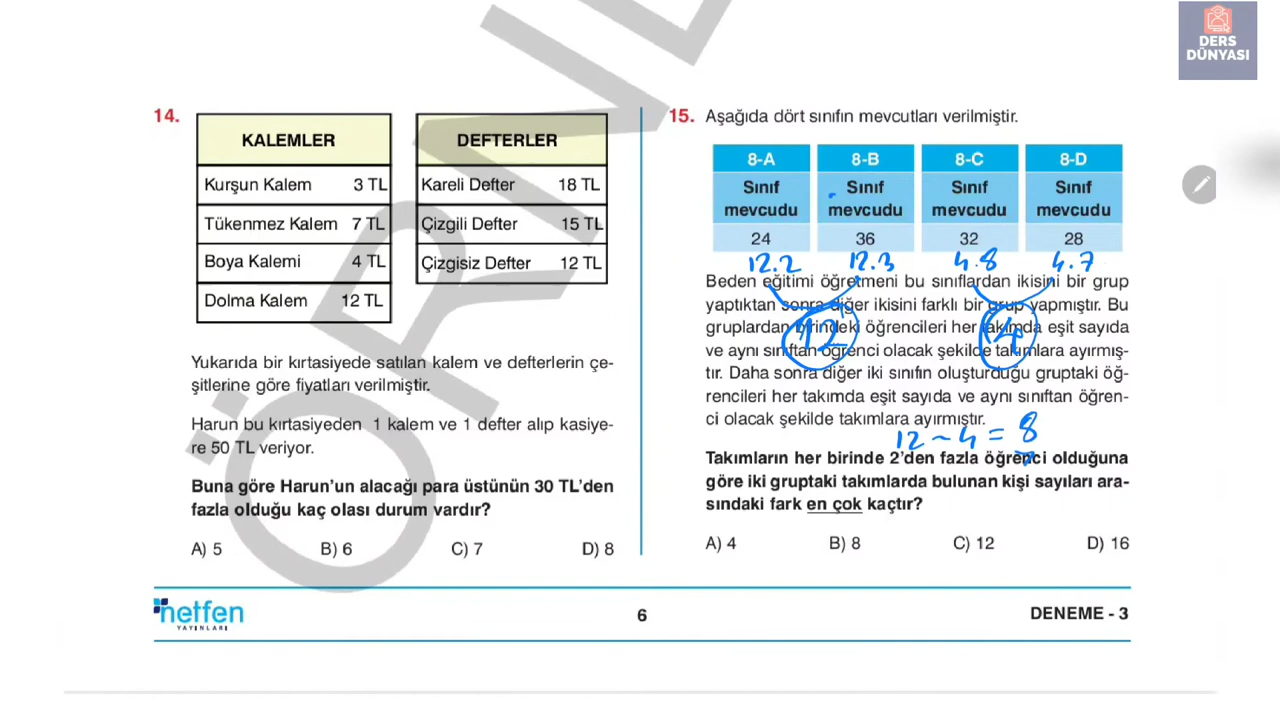 DERS
DÜNYASI
14.
KALEMLER
Kurşun Kalem 3 TL
Tükenmez Kalem 7 TL
Boya Kalemi 4 TL
Dolma Kalem 12 TL
DEFTERLER
Kareli Defter 18 TL
Çizgili Defter 15 TL
Çizgisiz Defter 12 TL
Yukarıda bir kırtasiyede satılan kalem ve defterlerin çe-
şitlerine göre fiyatları verilmiştir.
Harun bu kırtasiyeden 1 kalem ve 1 defter alıp kasiye-
re 50 TL veriyor.
Buna göre Harun'un alacağı para üstünün 30 TL'den
fazla olduğu kaç olası durum vardır?
A) 5 B) 6 C) 7 D) 8
15. Aşağıda dört sınıfın mevcutları verilmiştir.
8-A 8-B 8-C 8-D
Sınıf Sınıf Sınıf Sınıf
mevcudu mevcudu mevcudu mevcudu
24 36 32 28
12.2 12.3 4.8 4.7
Beden eğitimi öğretmeni bu sınıflardan ikisini bir grup
yaptıktan sonra diğer ikisini farklı bir grup yapmıştır. Bu
gruplardan birindeki öğrencileri her takımda eşit sayıda
12 4
ve aynı sınıftan öğrenci olacak şekilde takımlara ayırmış-
tır. Daha sonra diğer iki sınıfın oluşturduğu gruptaki öğ-
rencileri her takımda eşit sayıda ve aynı sınıftan öğren-
ci olacak şekilde takımlara ayırmıştır.
12 - 4 = 8
Takımların her birinde 2'den fazla öğrenci olduğuna
göre iki gruptaki takımlarda bulunan kişi sayıları ara-
sındaki fark en çok kaçtır?
A) 4 B) 8 C) 12 D) 16
netfen
YAYINLARI
6
DENEME - 3
ÖRNE